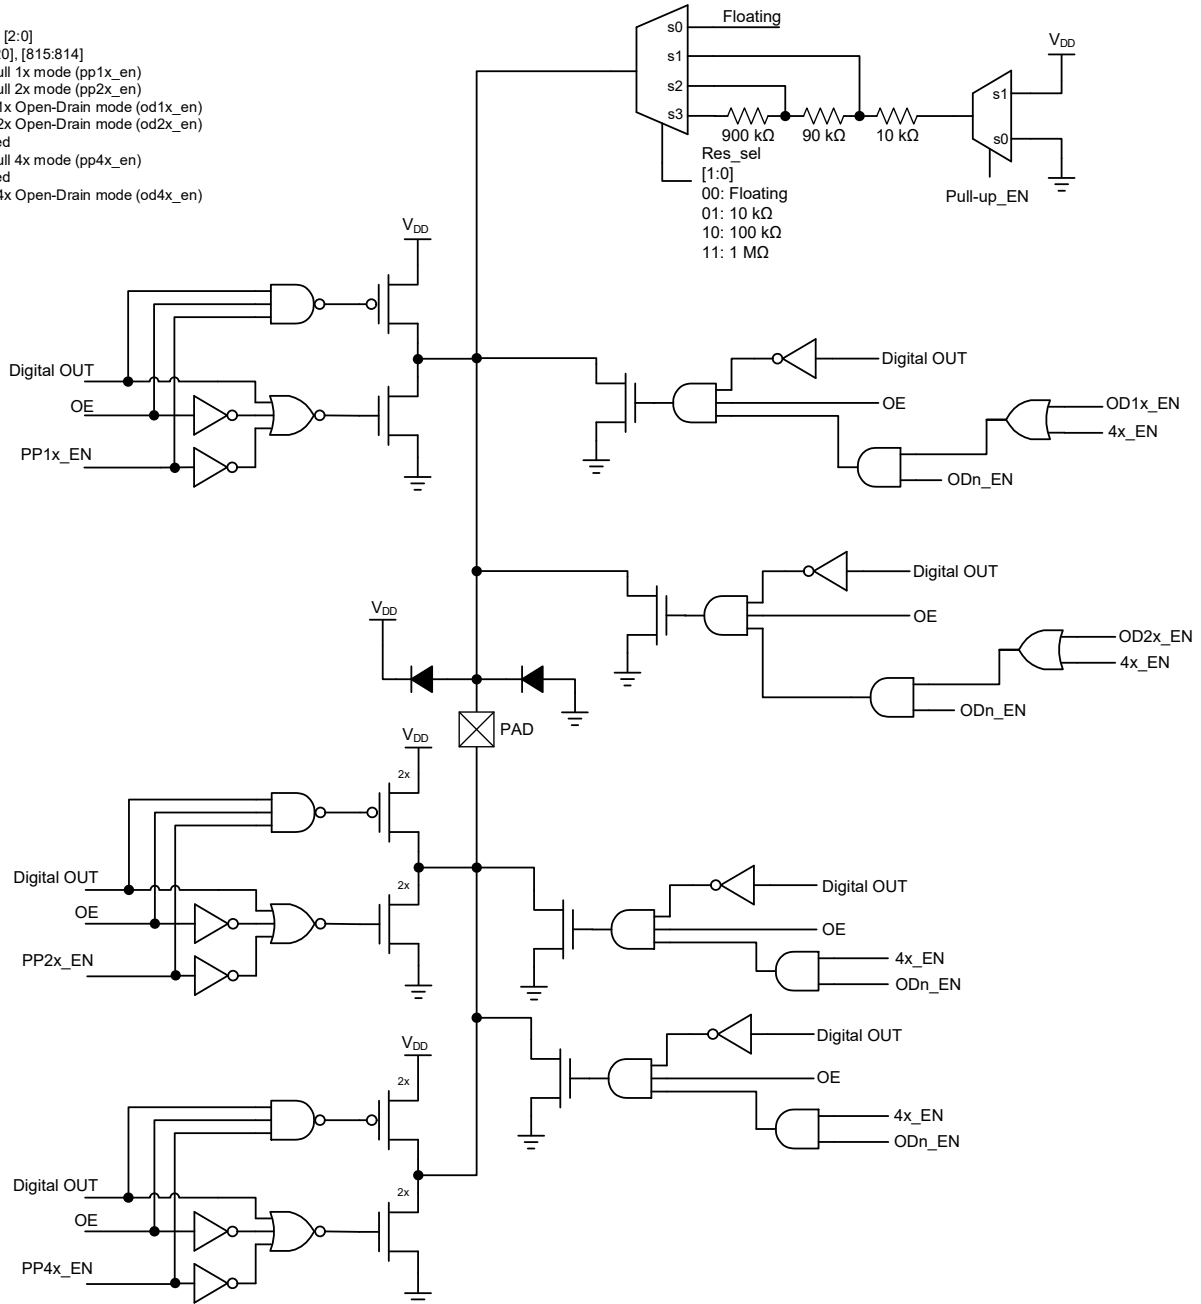 [2:0]
0], [815:814]
ull 1x mode (pp1x_en)
ull 2x mode (pp2x_en)
1x Open-Drain mode (od1x_en)
2x Open-Drain mode (od2x_en)
ed
ull 4x mode (pp4x_en)
ed
4x Open-Drain mode (od4x_en)
Floating
s0
s1
s2
s3
900 kΩ
90 kΩ
10 kΩ
VDD
s1
s0
Pull-up_EN
Res_sel
[1:0]
00: Floating
01: 10 kΩ
10: 100 kΩ
11: 1 MΩ
VDD
Digital OUT
OE
PP1x_EN
Digital OUT
OE
OD1x_EN
4x_EN
ODn_EN
Digital OUT
OE
OD2x_EN
4x_EN
ODn_EN
VDD
PAD
VDD
2x
2x
Digital OUT
OE
PP2x_EN
Digital OUT
OE
4x_EN
ODn_EN
VDD
2x
2x
Digital OUT
OE
PP4x_EN
Digital OUT
OE
4x_EN
ODn_EN